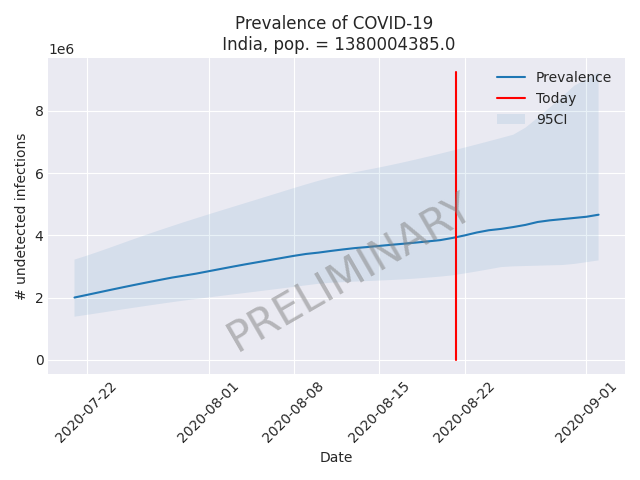 Prevalence of COVID-19
India, pop. = 1380004385.0
1e6
Prevalence
Today
95CI
8
6
4
2
0
# undetected infections
PRELIMINARY
2020-07-22
2020-08-01
2020-08-08
2020-08-15
2020-08-22
2020-09-01
Date